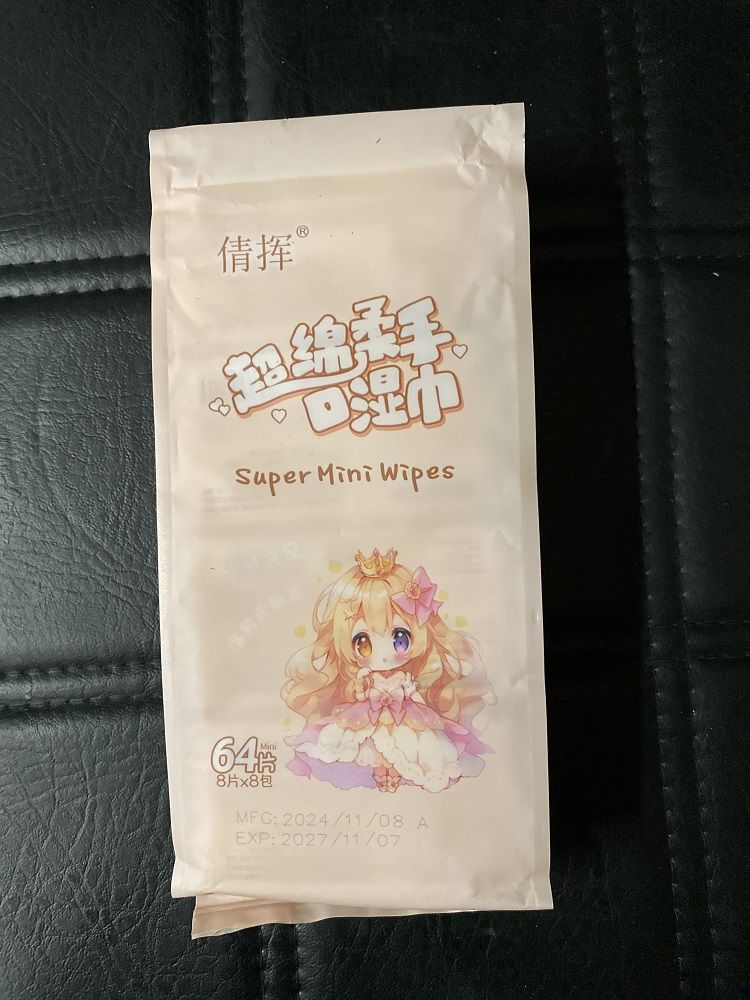 倩挥®
超绵柔手
口湿巾
Super Mini Wipes
64片 Mini
8片x8包
MFG: 2024/11/08 A
EXP: 2027/11/07